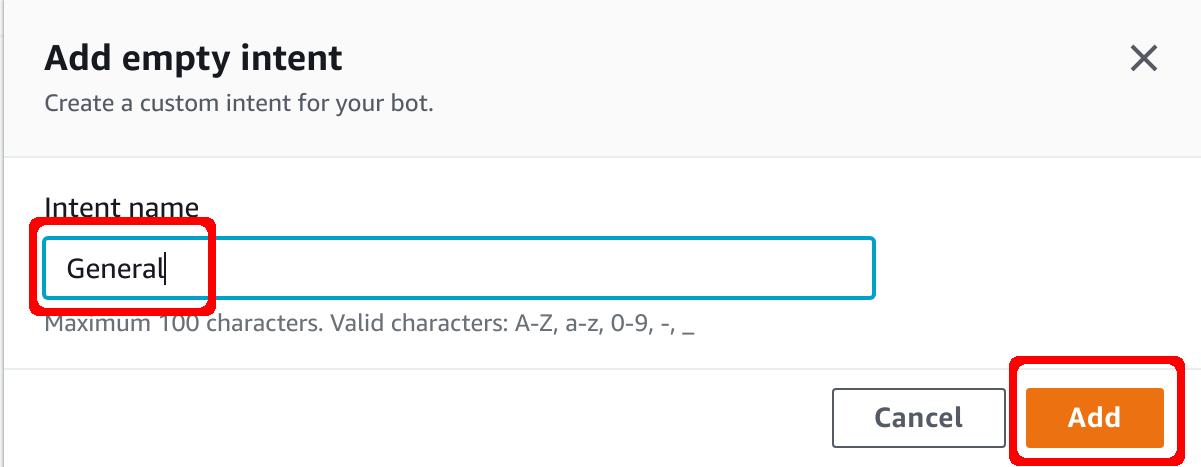 Add empty intent
Create a custom intent for your bot.
Intent name
General
Maximum 100 characters. Valid characters: A-Z, a-z, 0-9, -, _
Cancel
Add